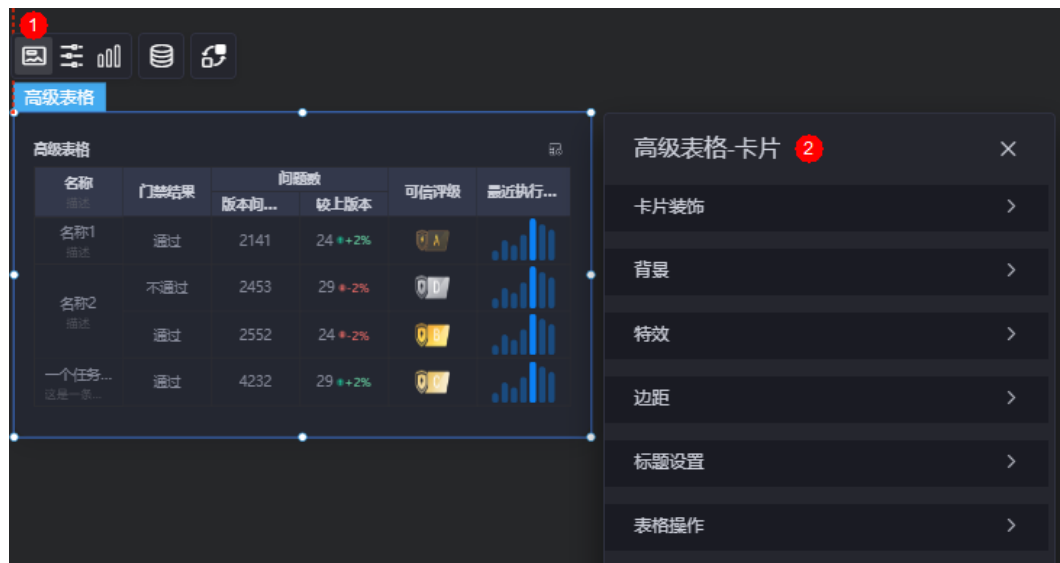 1
高级表格
高级表格
名称
描述
门禁结果
问题数
版本问...
较上版本
可信评级
最近执行...
名称1
描述
通过
2141
24 +2%
A
名称2
描述
不通过
2453
29 -2%
D
通过
2552
24 -2%
B
一个任务...
这是一条...
通过
4232
29 +2%
C
高级表格-卡片 2
卡片装饰
背景
特效
边距
标题设置
表格操作